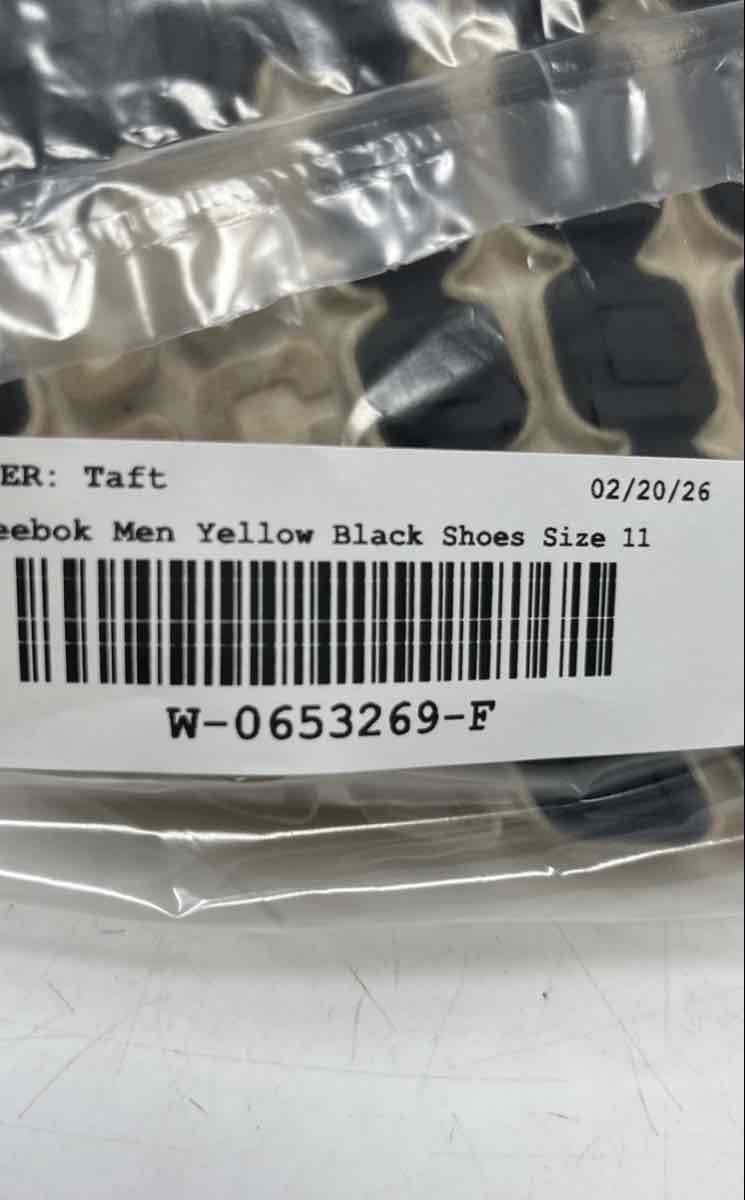 ER: Taft
02/20/26
eebok Men Yellow Black Shoes Size 11
W-0653269-F